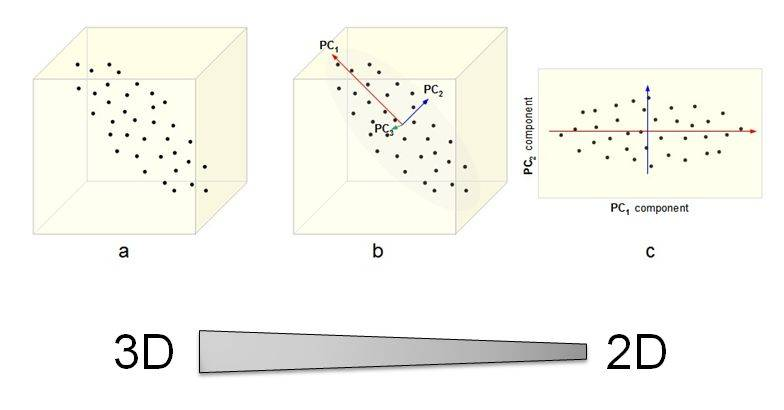 PC1
PC2
PC3
PC2 component
PC1 component
a
b
c
3D
2D